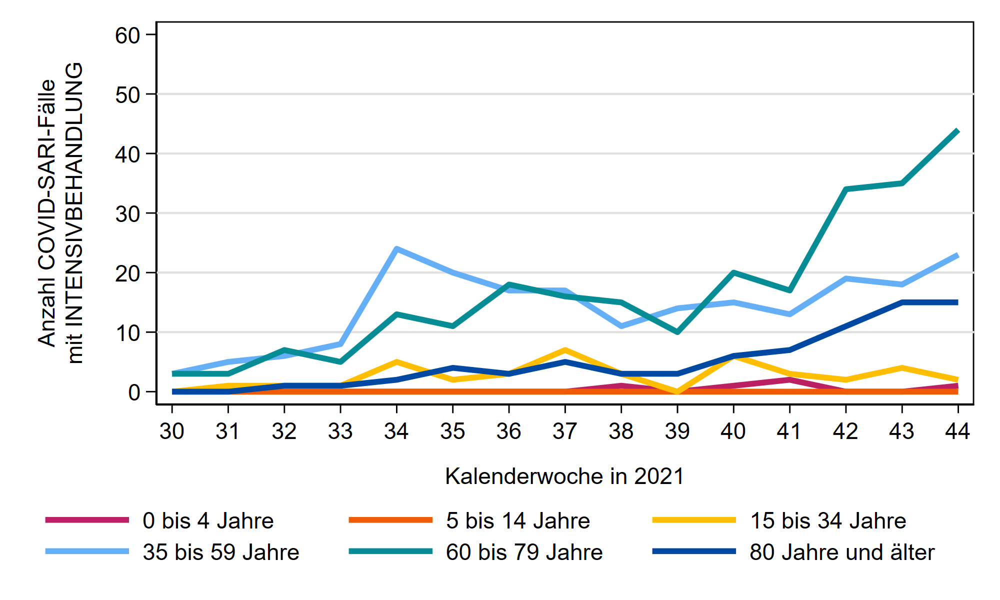 Anzahl COVID-SARI-Fälle
mit INTENSIVBEHANDLUNG
60
50
40
30
20
10
0
30 31 32 33 34 35 36 37 38 39 40 41 42 43 44
Kalenderwoche in 2021
0 bis 4 Jahre 5 bis 14 Jahre 15 bis 34 Jahre
35 bis 59 Jahre 60 bis 79 Jahre 80 Jahre und älter